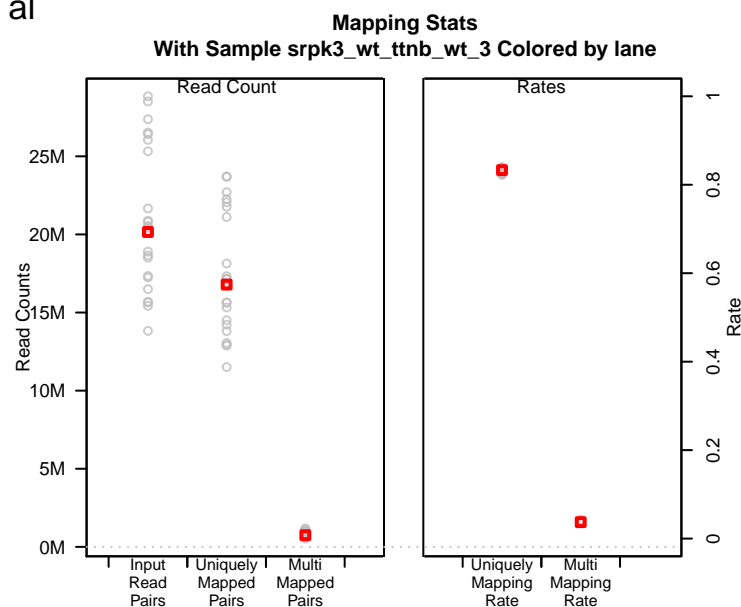 al
Mapping Stats
With Sample srpk3_wt_ttnb_wt_3 Colored by lane
Read Count
Rates
25M
20M
15M
10M
5M
0M
Read Counts
1
0.8
0.6
0.4
0.2
0
Rate
Input
Read
Pairs
Uniquely
Mapped
Pairs
Multi
Mapped
Pairs
Uniquely
Mapping
Rate
Multi
Mapping
Rate